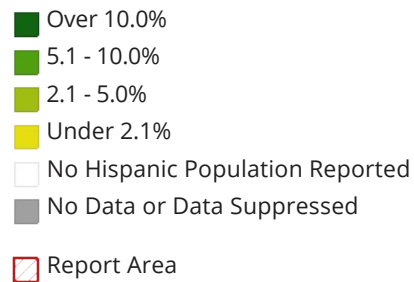 Over 10.0%
5.1 - 10.0%
2.1 - 5.0%
Under 2.1%
No Hispanic Population Reported
No Data or Data Suppressed
Report Area